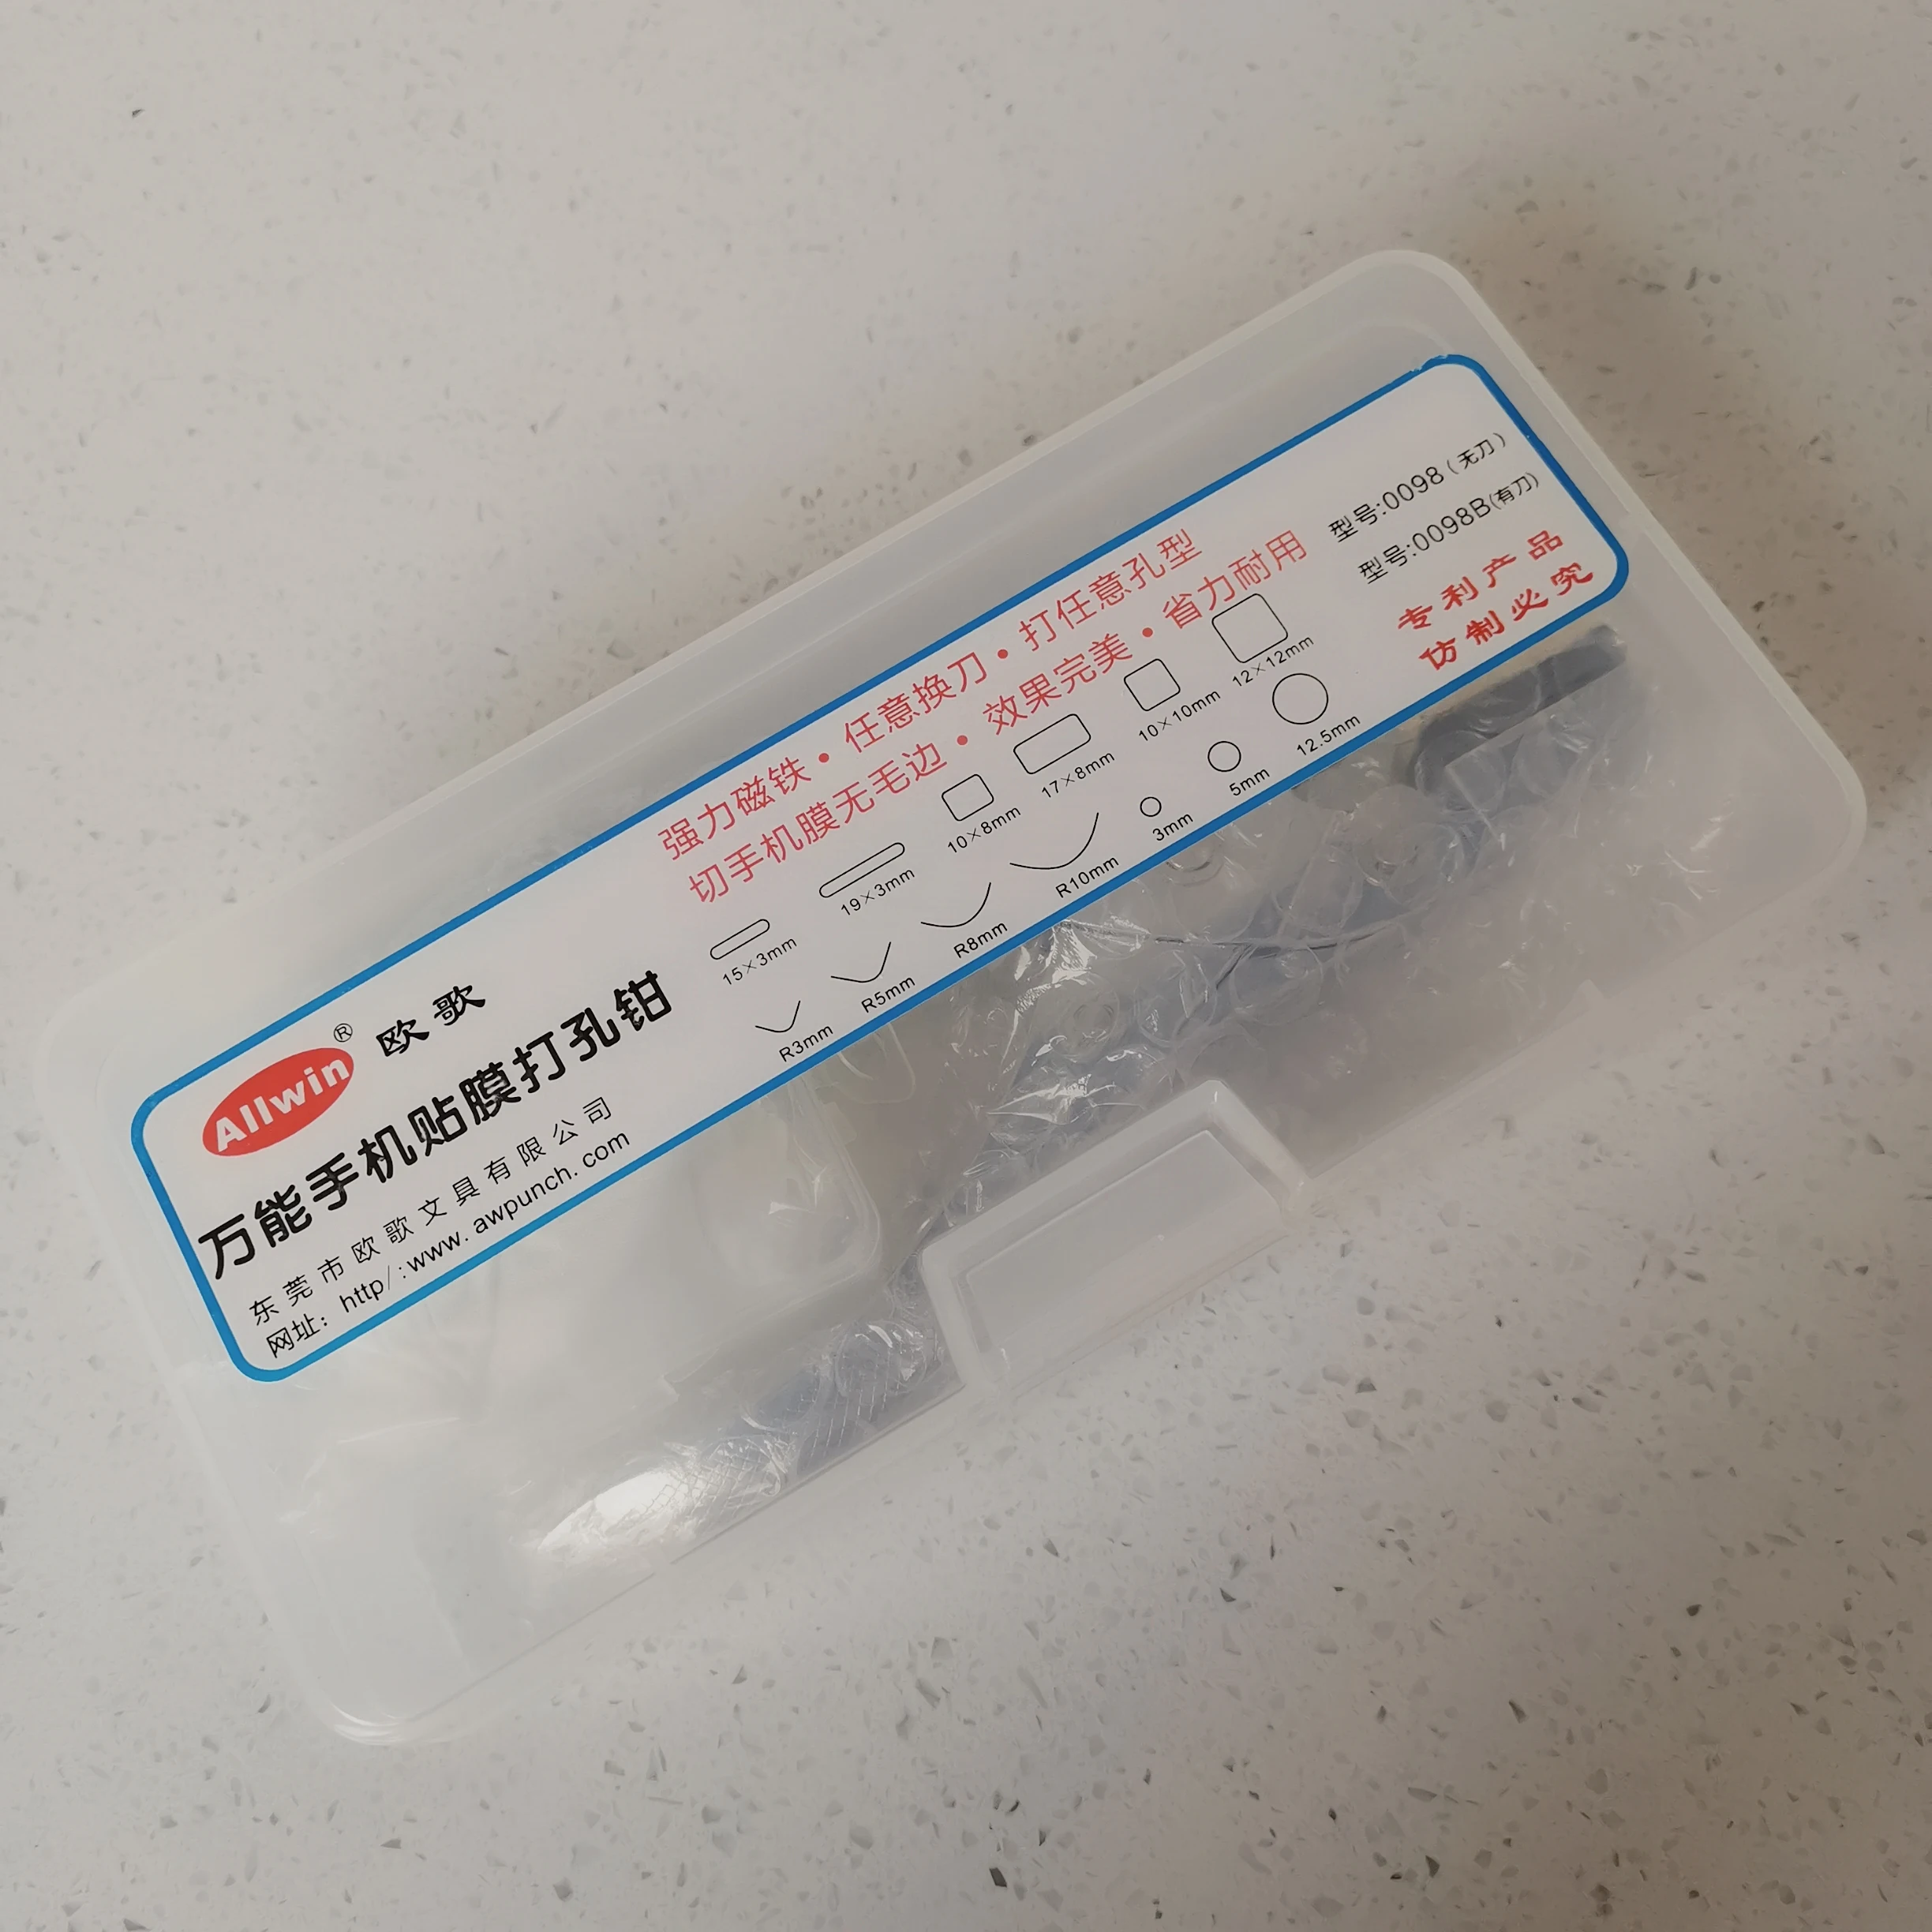 Allwin® 欧歌
万能手机贴膜打孔钳
东莞市欧歌文具有限公司
网址： http/:www.awpunch.com
强力磁铁•任意换刀•打任意孔型
切手机膜无毛边•效果完美•省力耐用
15×3mm 19×3mm 10×8mm 17×8mm 10×10mm 12×12mm
R3mm R5mm R8mm R10mm 3mm 5mm 12.5mm
型号:0098（无刀）
型号:0098B(有刀)
专利产品
仿制必究